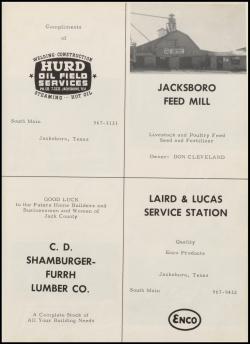 Compliments
of
WELDING - CONSTRUCTION
HURD
OIL FIELD
SERVICES
STEAMING - HOT OIL
South Main 567-3131
Jacksboro, Texas
JACKSBORO
FEED MILL
Livestock and Poultry Feed
Seed and Fertilizer
Owner: DON CLEVELAND
GOOD LUCK
to the Future Home Builders and
Businessmen and Women of
Jack County
C. D.
SHAMBURGER-
FURRH
LUMBER CO.
A Complete Stock of
All Your Building Needs
LAIRD & LUCAS
SERVICE STATION
Quality
Enco Products
Jacksboro, Texas
South Main 567-9412
ENCO